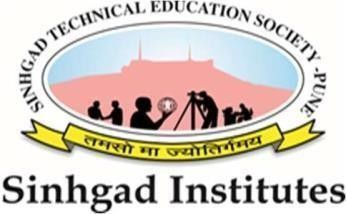 SINHGAD TECHNICAL EDUCATION SOCIETY - PUNE
तमसो मा ज्योतिर्गमय
Sinhgad Institutes